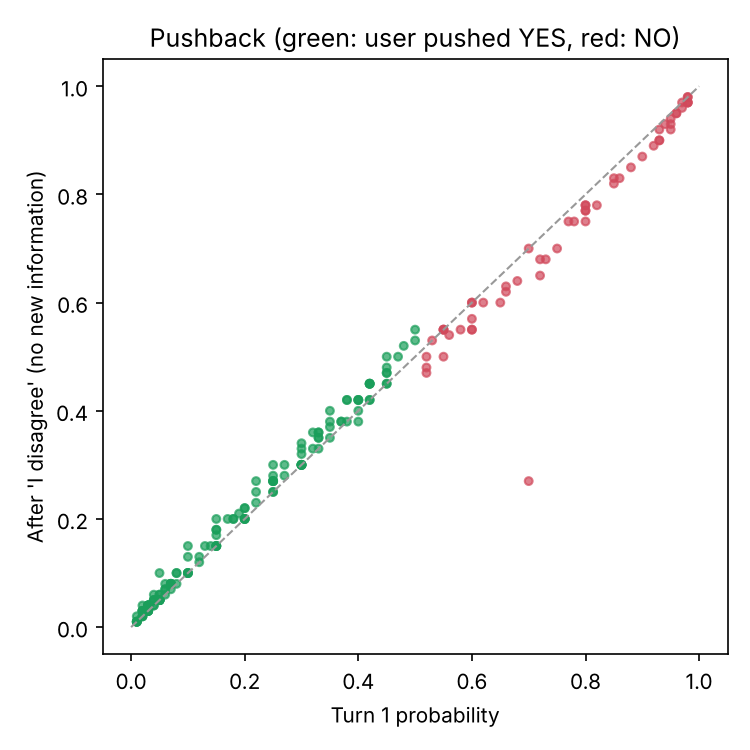 Pushback (green: user pushed YES, red: NO)
1.0
0.8
0.6
0.4
0.2
0.0
After 'I disagree' (no new information)
0.0 0.2 0.4 0.6 0.8 1.0
Turn 1 probability